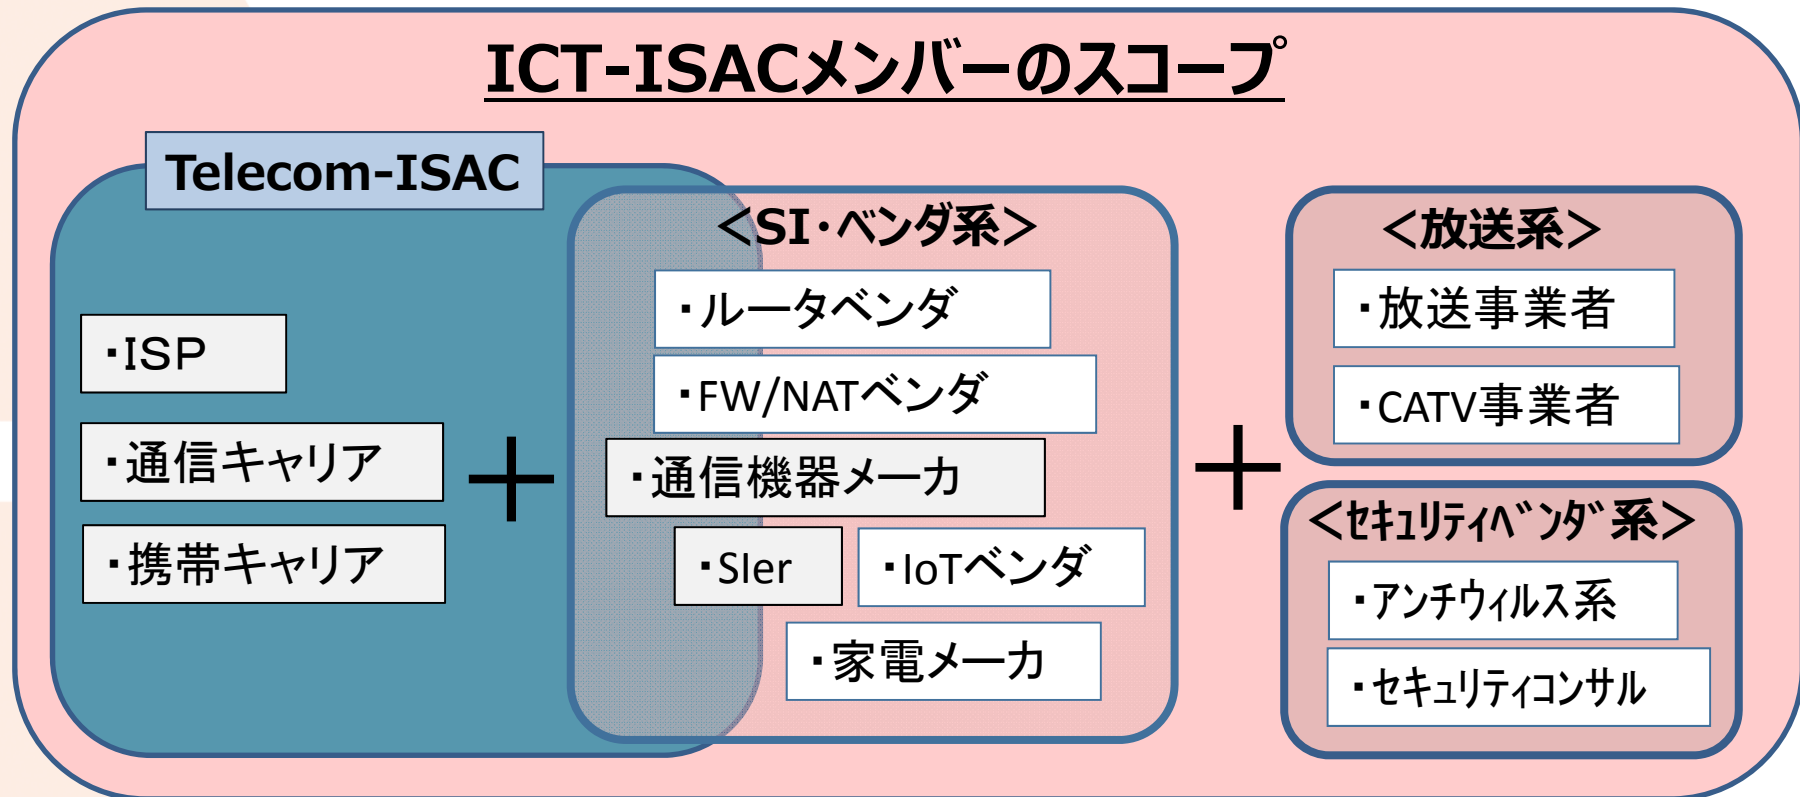 ICT-ISACメンバーのスコープ
Telecom-ISAC
・ISP
・通信キャリア
・携帯キャリア
＋
＜SI・ベンダ系＞
・ルータベンダ
・FW/NATベンダ
・通信機器メーカ
・SIer
・IoTベンダ
・家電メーカ
＋
＜放送系＞
・放送事業者
・CATV事業者
＜ｾｷｭﾘﾃｨﾍﾞﾝﾀﾞ系＞
・アンチウィルス系
・セキュリティコンサル